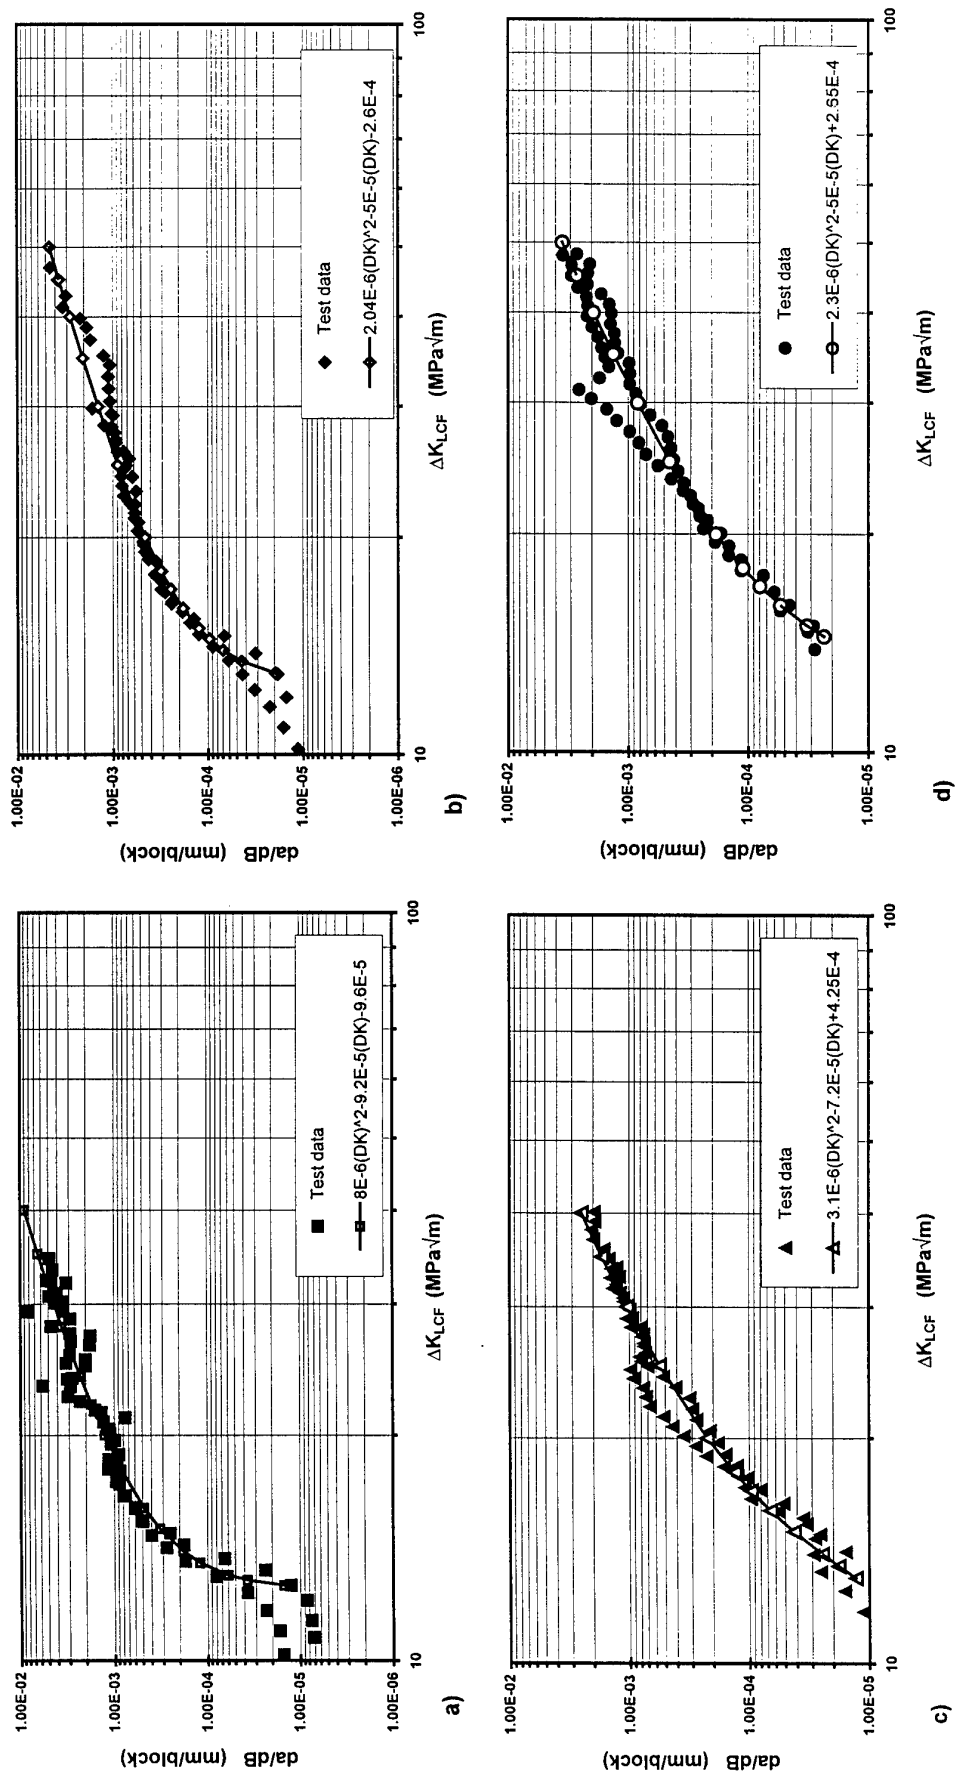 1.00E-02
1.00E-03
1.00E-04
1.00E-05
1.00E-06
da/dB (mm/block)
10
100
ΔK_LCF (MPa√m)
Test data
8E-6(DK)^2-9.2E-5(DK)-9.6E-5
a)
1.00E-02
1.00E-03
1.00E-04
1.00E-05
1.00E-06
da/dB (mm/block)
10
100
ΔK_LCF (MPa√m)
Test data
2.04E-6(DK)^2-5E-5(DK)-2.6E-4
b)
1.00E-02
1.00E-03
1.00E-04
1.00E-05
da/dB (mm/block)
10
100
ΔK_LCF (MPa√m)
Test data
3.1E-6(DK)^2-7.2E-5(DK)+4.25E-4
c)
1.00E-02
1.00E-03
1.00E-04
1.00E-05
da/dB (mm/block)
10
100
ΔK_LCF (MPa√m)
Test data
2.3E-6(DK)^2-5E-5(DK)+2.65E-4
d)